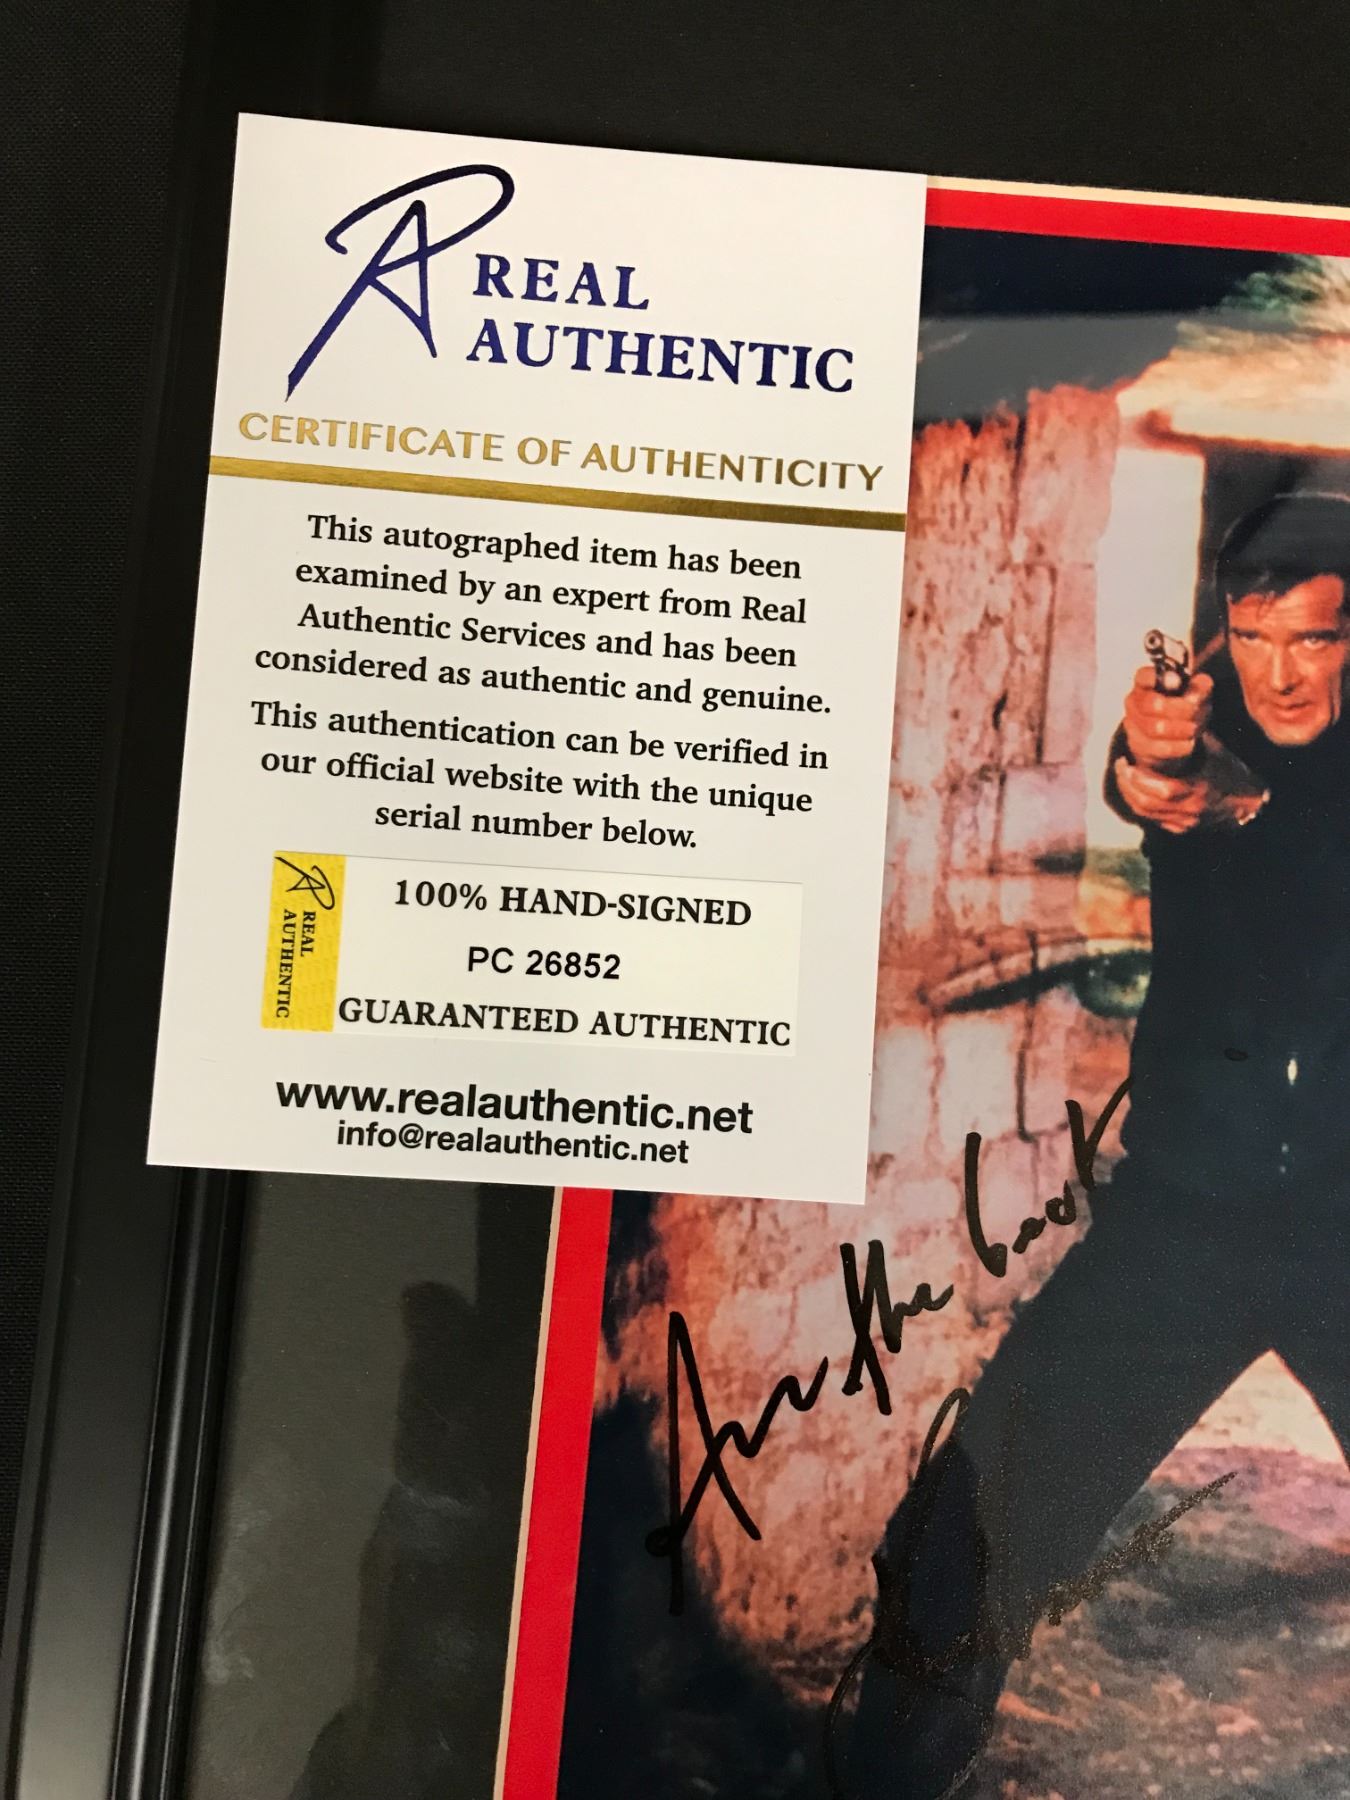 REAL
AUTHENTIC
CERTIFICATE OF AUTHENTICITY
This autographed item has been
examined by an expert from Real
Authentic Services and has been
considered as authentic and genuine.
This authentication can be verified in
our official website with the unique
serial number below.
REAL
AUTHENTIC
100% HAND-SIGNED
PC 26852
GUARANTEED AUTHENTIC
www.realauthentic.net
info@realauthentic.net
the